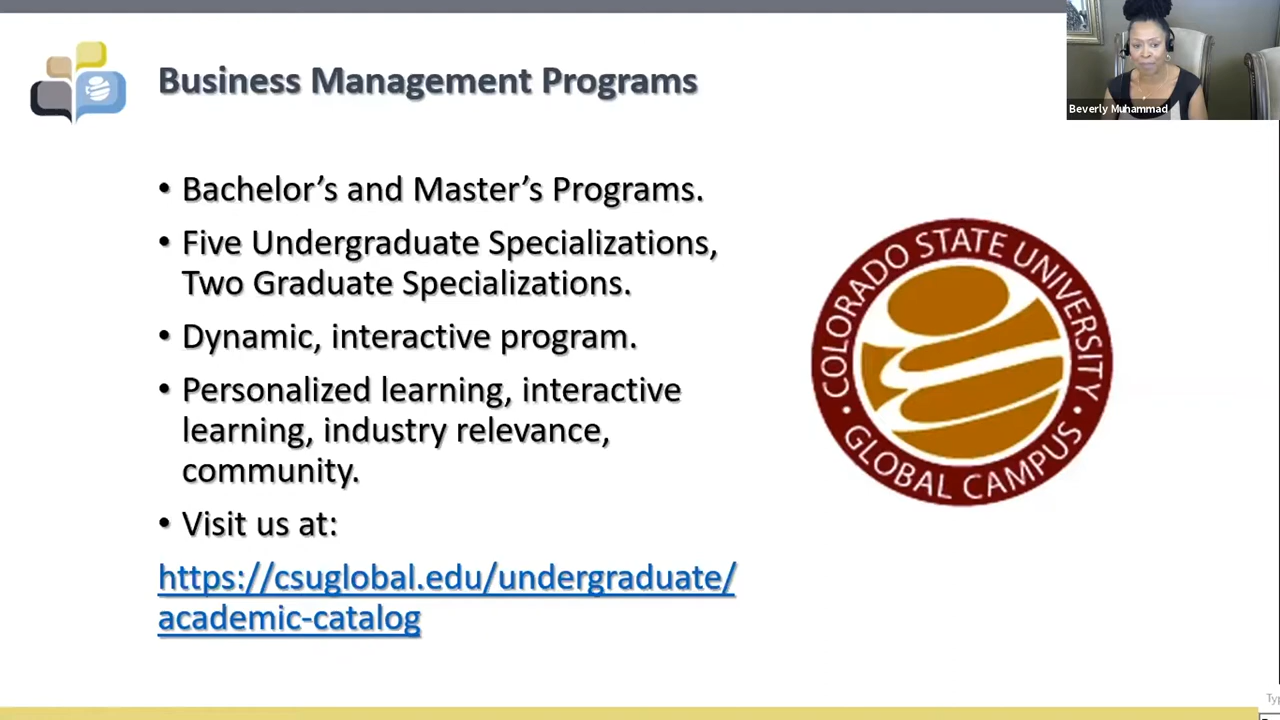 Business Management Programs
Beverly Muhammad
• Bachelor’s and Master’s Programs.
• Five Undergraduate Specializations,
Two Graduate Specializations.
• Dynamic, interactive program.
• Personalized learning, interactive
learning, industry relevance,
community.
• Visit us at:
https://csuglobal.edu/undergraduate/
academic-catalog
COLORADO STATE UNIVERSITY
• GLOBAL CAMPUS •